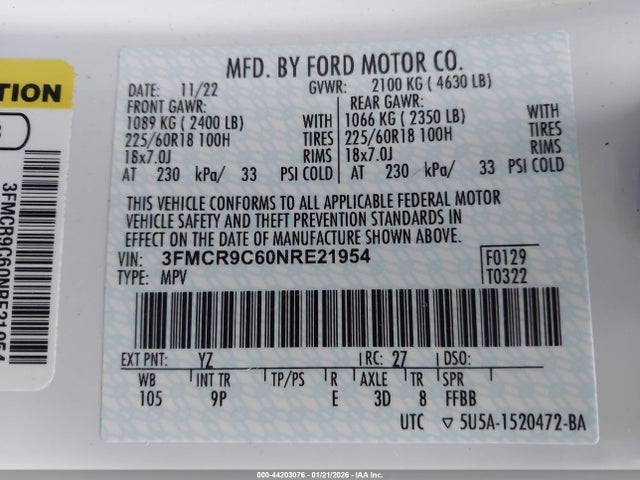 TION
3FMCR9C60NRE21954
MFD. BY FORD MOTOR CO.
DATE: 11/22 GVWR: 2100 KG ( 4630 LB)
FRONT GAWR: REAR GAWR:
1089 KG ( 2400 LB) WITH 1066 KG ( 2350 LB) WITH
225/60R18 100H TIRES 225/60R18 100H TIRES
18x7.0J RIMS 18x7.0J RIMS
AT 230 kPa/ 33 PSI COLD AT 230 kPa/ 33 PSI COLD
THIS VEHICLE CONFORMS TO ALL APPLICABLE FEDERAL MOTOR
VEHICLE SAFETY AND THEFT PREVENTION STANDARDS IN
EFFECT ON THE DATE OF MANUFACTURE SHOWN ABOVE.
VIN: 3FMCR9C60NRE21954 F0129
TYPE: MPV T0322
EXT PNT: YZ RC: 27 DSO:
WB INT TR TP/PS R AXLE TR SPR
105 9P E 3D 8 FFBB
UTC ▽ 5U5A-1520472-BA
000-44203076 - 01/21/2026 - IAA Inc.